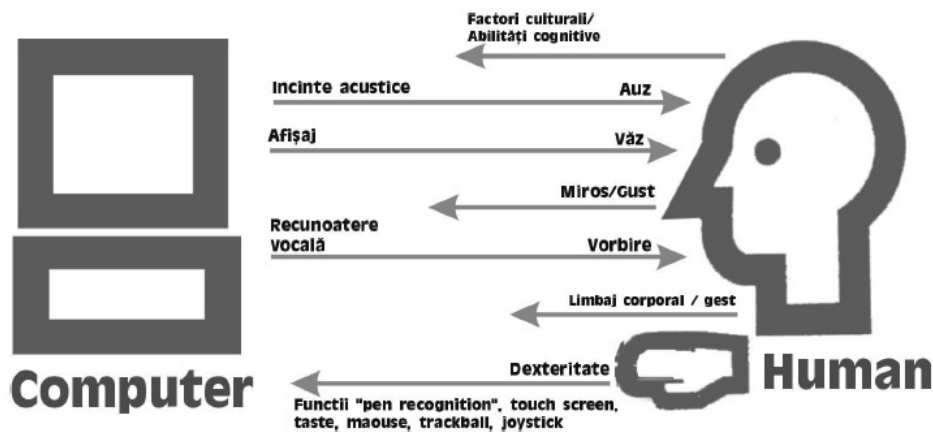 Factori culturali/
Abilități cognitive
Incinte acustice Auz
Afișaj Văz
Miros/Gust
Recunoatere
vocală Vorbire
Limbaj corporal / gest
Dexteritate
Functii "pen recognition", touch screen,
taste, maouse, trackball, joystick
Computer Human